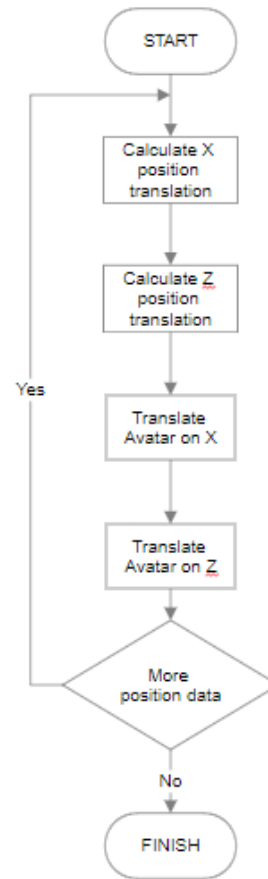 START
Calculate X
position
translation
Calculate Z
position
translation
Yes
Translate
Avatar on X
Translate
Avatar on Z
More
position data
No
FINISH